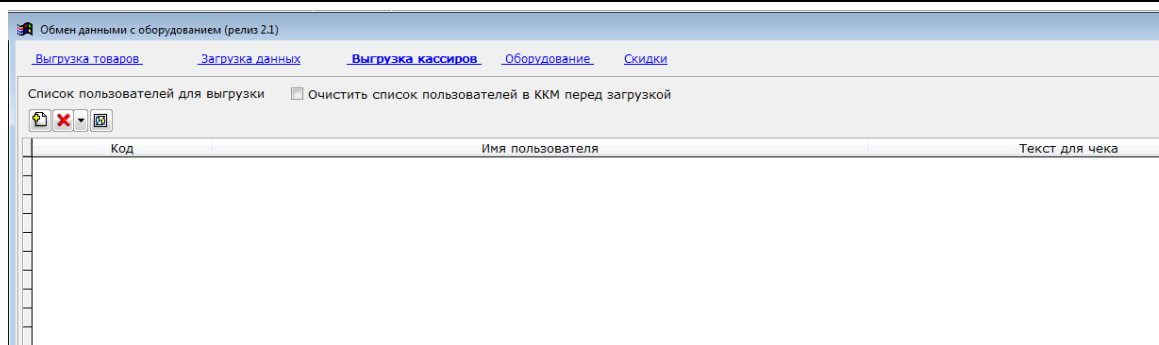 Обмен данными с оборудованием (релиз 2.1)
Выгрузка товаров Загрузка данных Выгрузка кассиров Оборудование Скидки
Список пользователей для выгрузки Очистить список пользователей в ККМ перед загрузкой
Код Имя пользователя Текст для чека